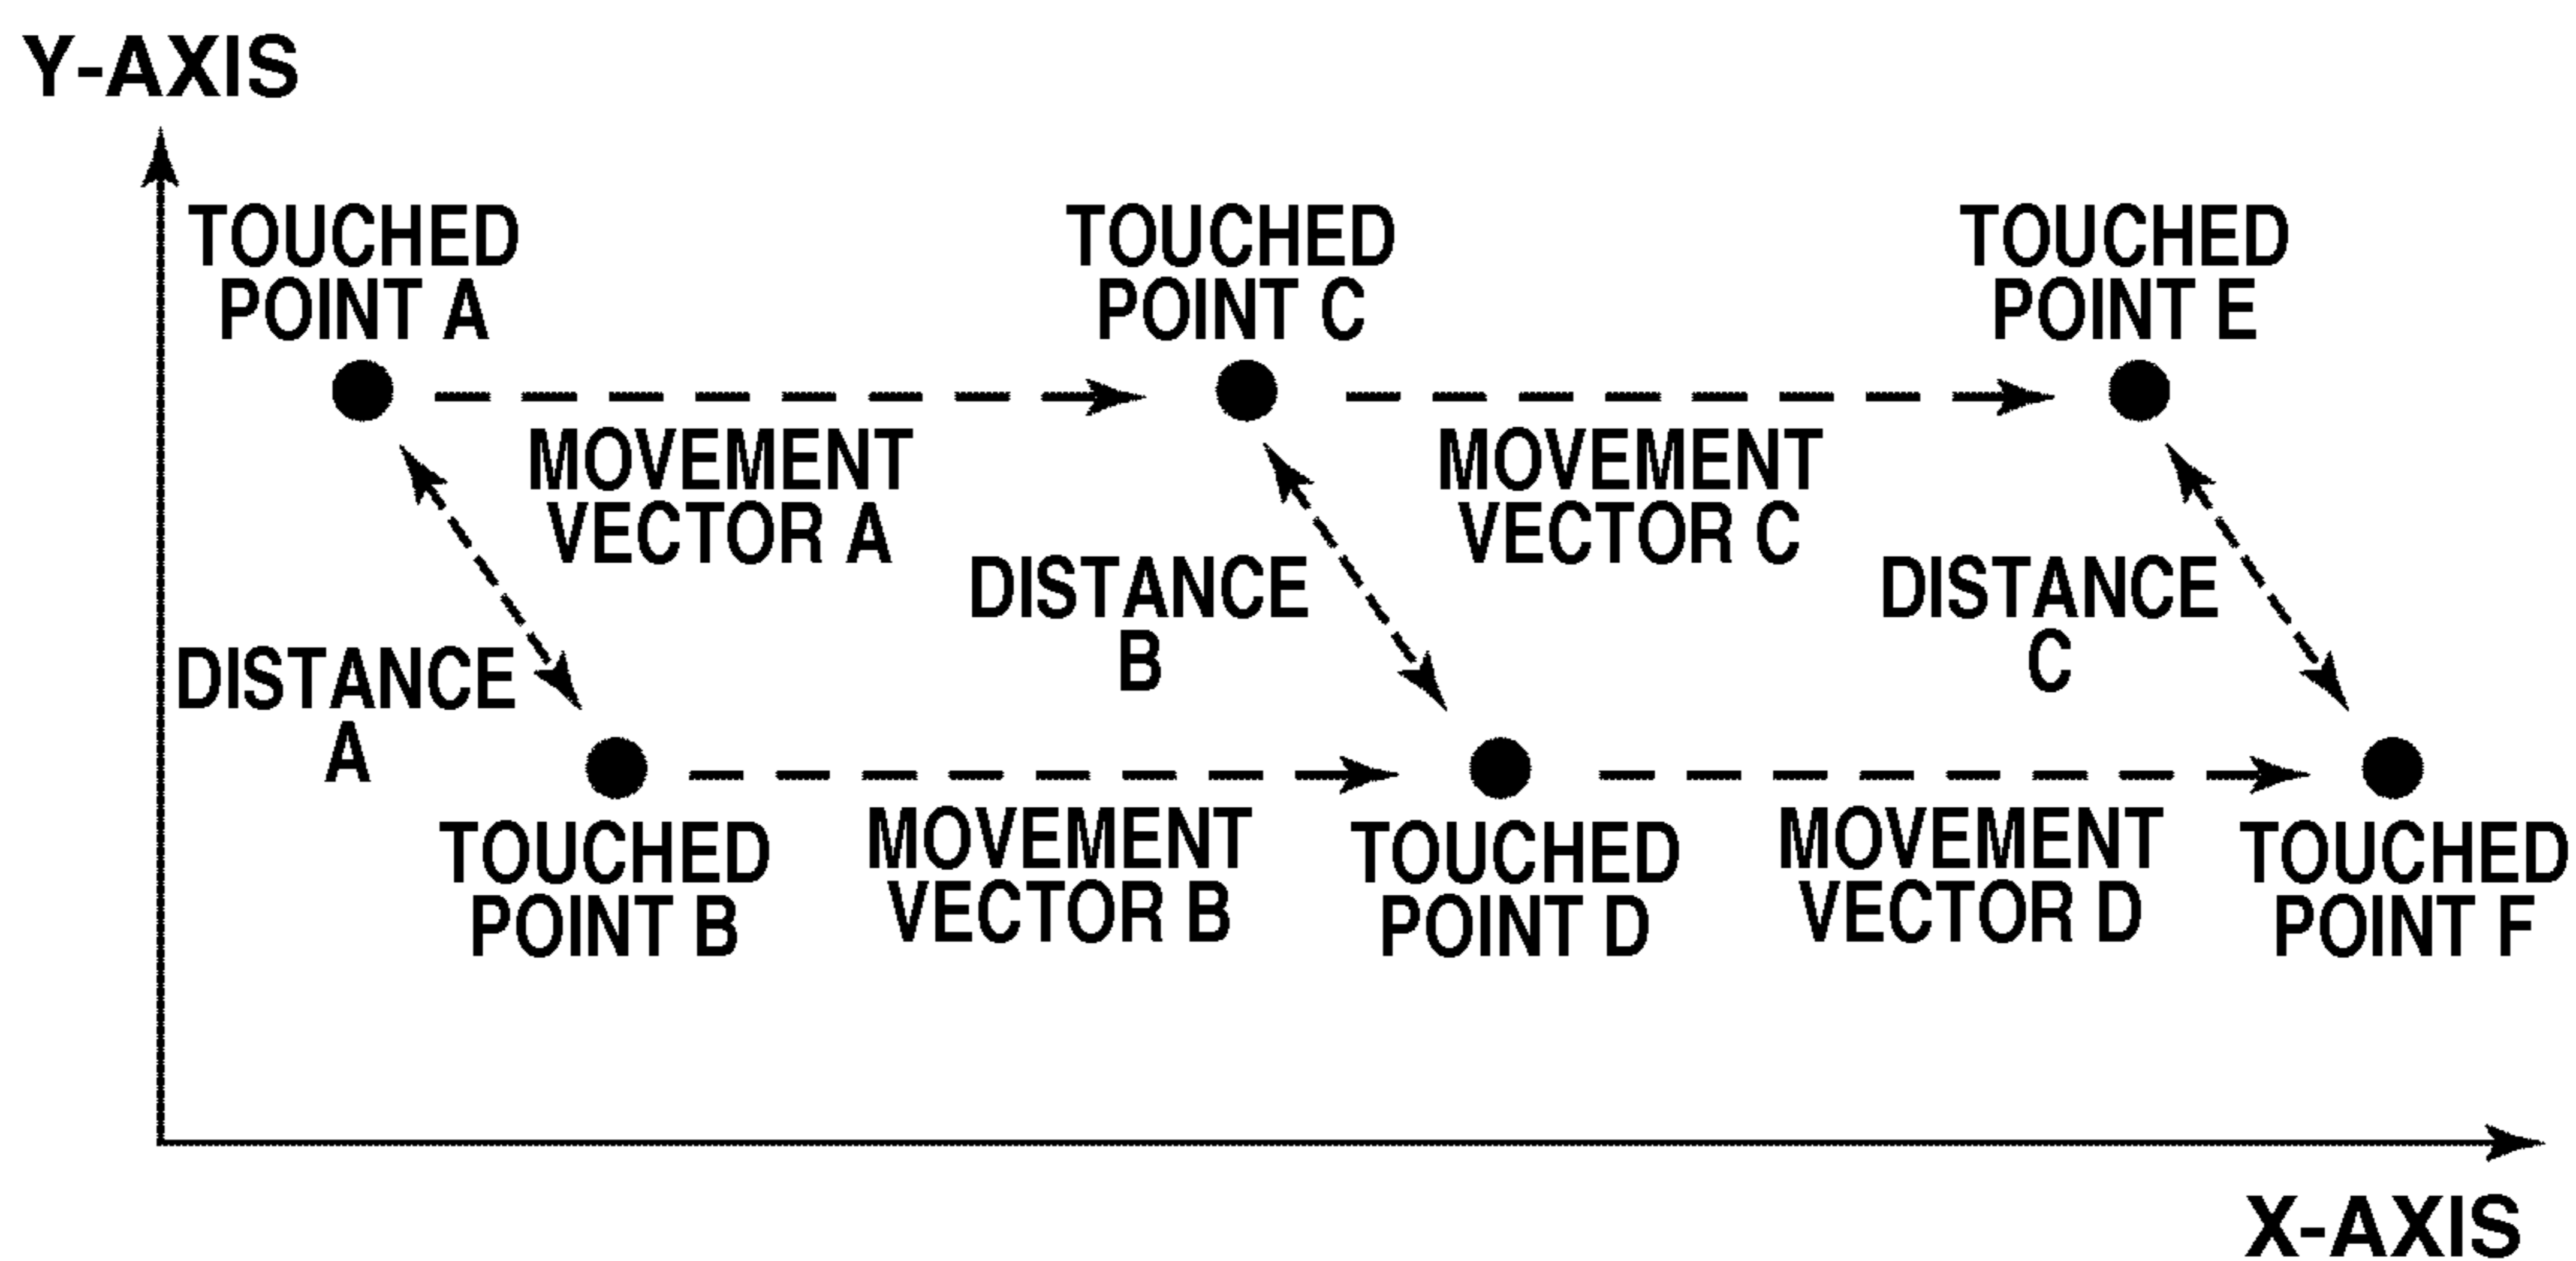 Y-AXIS
TOUCHED
POINT A
TOUCHED
POINT C
TOUCHED
POINT E
MOVEMENT
VECTOR A
MOVEMENT
VECTOR C
DISTANCE
A
DISTANCE
B
DISTANCE
C
TOUCHED
POINT B
MOVEMENT
VECTOR B
TOUCHED
POINT D
MOVEMENT
VECTOR D
TOUCHED
POINT F
X-AXIS